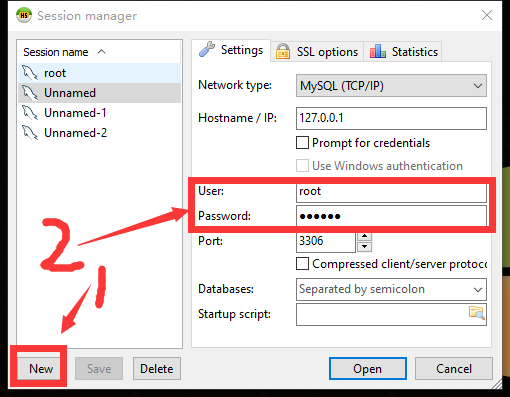 HS Session manager
Session name
root
Unnamed
Unnamed-1
Unnamed-2
Settings
SSL options
Statistics
Network type:
MySQL (TCP/IP)
Hostname / IP:
127.0.0.1
Prompt for credentials
Use Windows authentication
User:
root
Password:
●●●●●●
Port:
3306
Compressed client/server protoco
Databases:
Separated by semicolon
Startup script:
2
1
New
Save
Delete
Open
Cancel